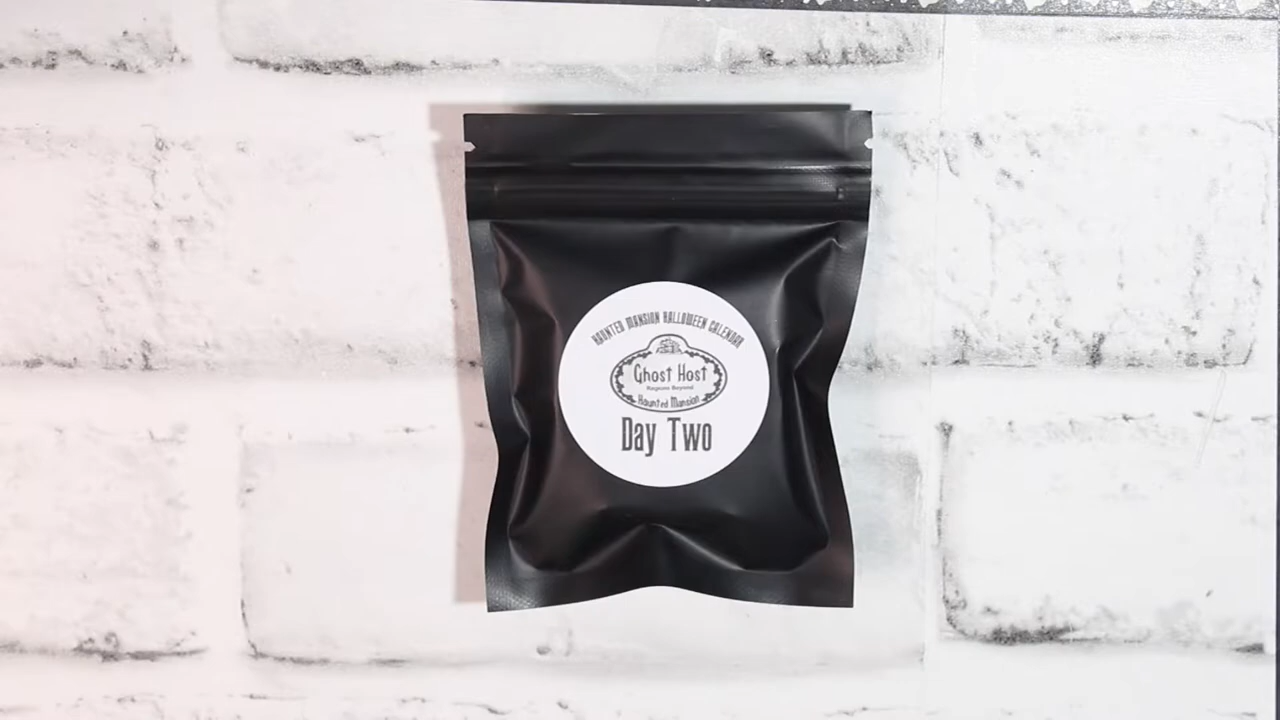 HAUNTED MANSION HALLOWEEN CALENDAR
Ghost Host
Regions Beyond
Haunted Mansion
Day Two